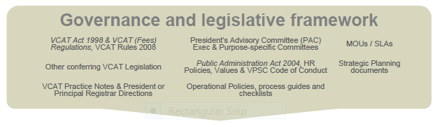 Governance and legislative framework
VCAT Act 1998 & VCAT (Fees)
Regulations, VCAT Rules 2008
Other conferring VCAT Legislation
VCAT Practice Notes & President or
Principal Registrar Directions
President's Advisory Committee (PAC)
Exec & Purpose-specific Committees
Public Administration Act 2004, HR
Policies, Values & VPSC Code of Conduct
Operational Policies, process guides and
checklists
MOUs / SLAs
Strategic Planning
documents
Rectangular Snip